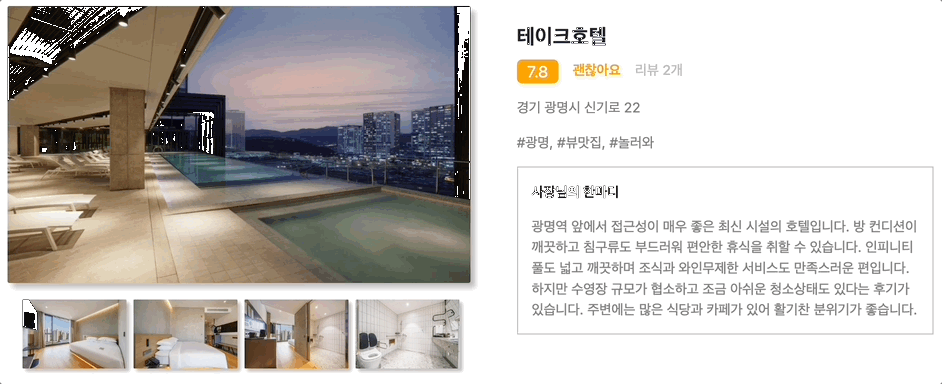 테이크호텔
7.8 괜찮아요 리뷰 2개
경기 광명시 신기로 22
#광명, #뷰맛집, #놀러와
사장님의 한마디
광명역 앞에서 접근성이 매우 좋은 최신 시설의 호텔입니다. 방 컨디션이
깨끗하고 침구류도 부드러워 편안한 휴식을 취할 수 있습니다. 인피니티
풀도 넓고 깨끗하며 조식과 와인무제한 서비스도 만족스러운 편입니다.
하지만 수영장 규모가 협소하고 조금 아쉬운 청소상태도 있다는 후기가
있습니다. 주변에는 많은 식당과 카페가 있어 활기찬 분위기가 좋습니다.